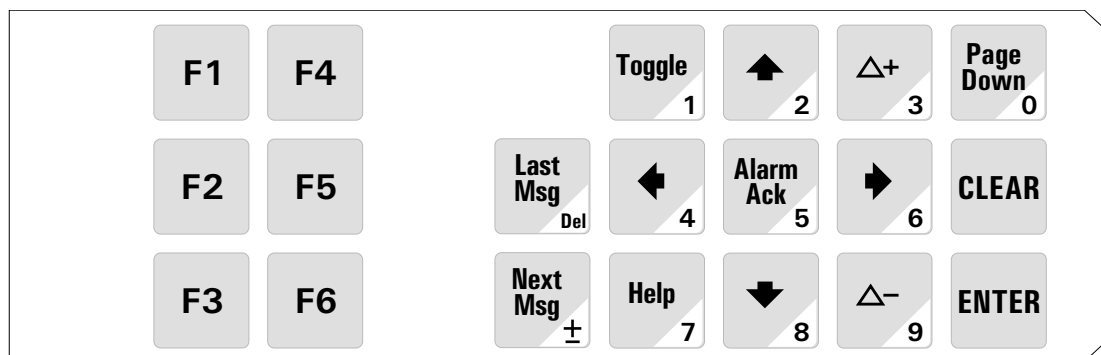 F1
F4
Toggle
1
2
△+
3
Page
Down
0
F2
F5
Last
Msg
Del
4
Alarm
Ack
5
6
CLEAR
F3
F6
Next
Msg
±
Help
7
8
△−
9
ENTER